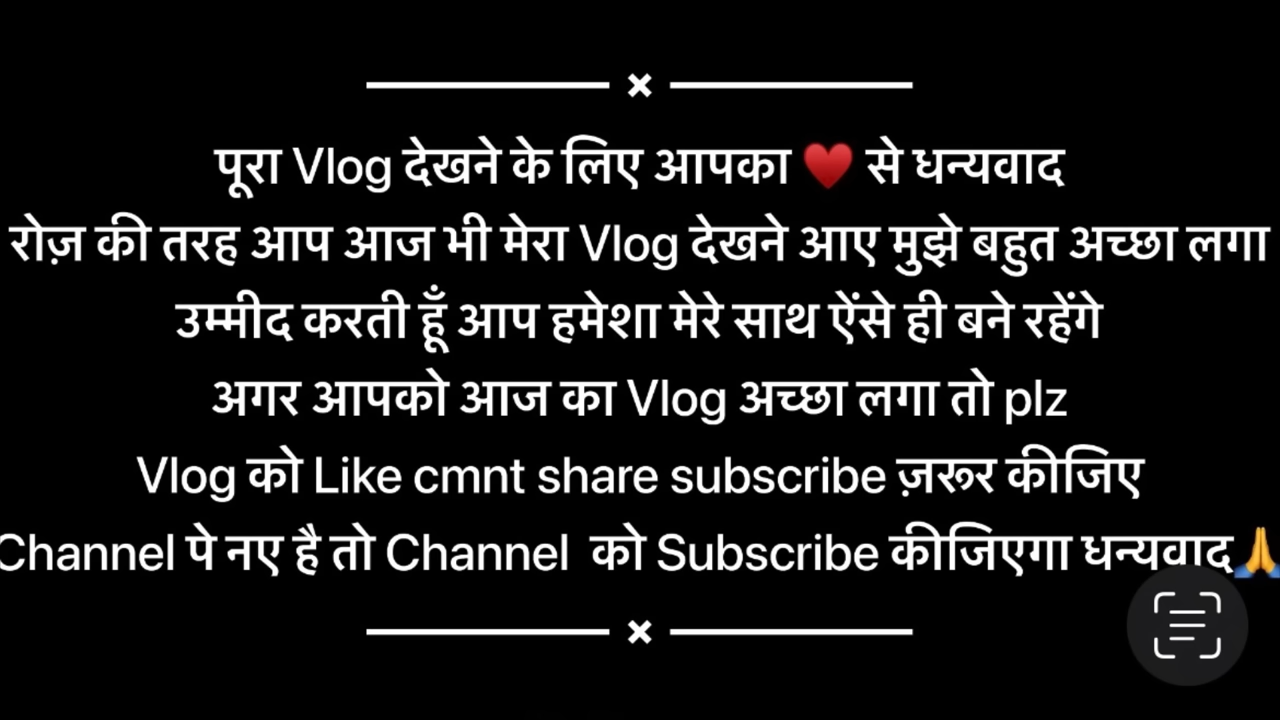 पूरा Vlog देखने के लिए आपका ♥️ से धन्यवाद
रोज़ की तरह आप आज भी मेरा Vlog देखने आए मुझे बहुत अच्छा लगा
उम्मीद करती हूँ आप हमेशा मेरे साथ ऐंसे ही बने रहेंगे
अगर आपको आज का Vlog अच्छा लगा तो plz
Vlog को Like cmnt share subscribe ज़रूर कीजिए
Channel पे नए है तो Channel  को Subscribe कीजिएगा धन्यवाद🙏